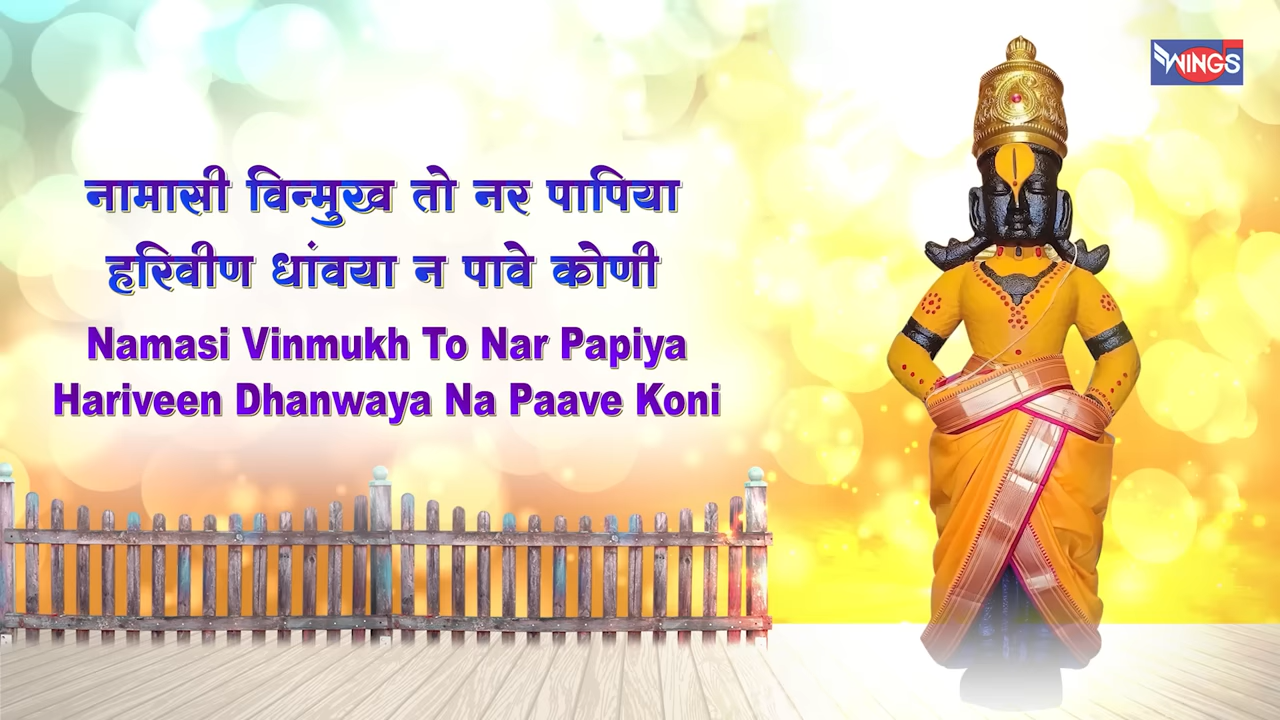 WINGS
नामासी विन्मुख तो नर पापिया
हरिवीण धांवया न पावे कोणी
Namasi Vinmukh To Nar Papiya
Hariveen Dhanwaya Na Paave Koni